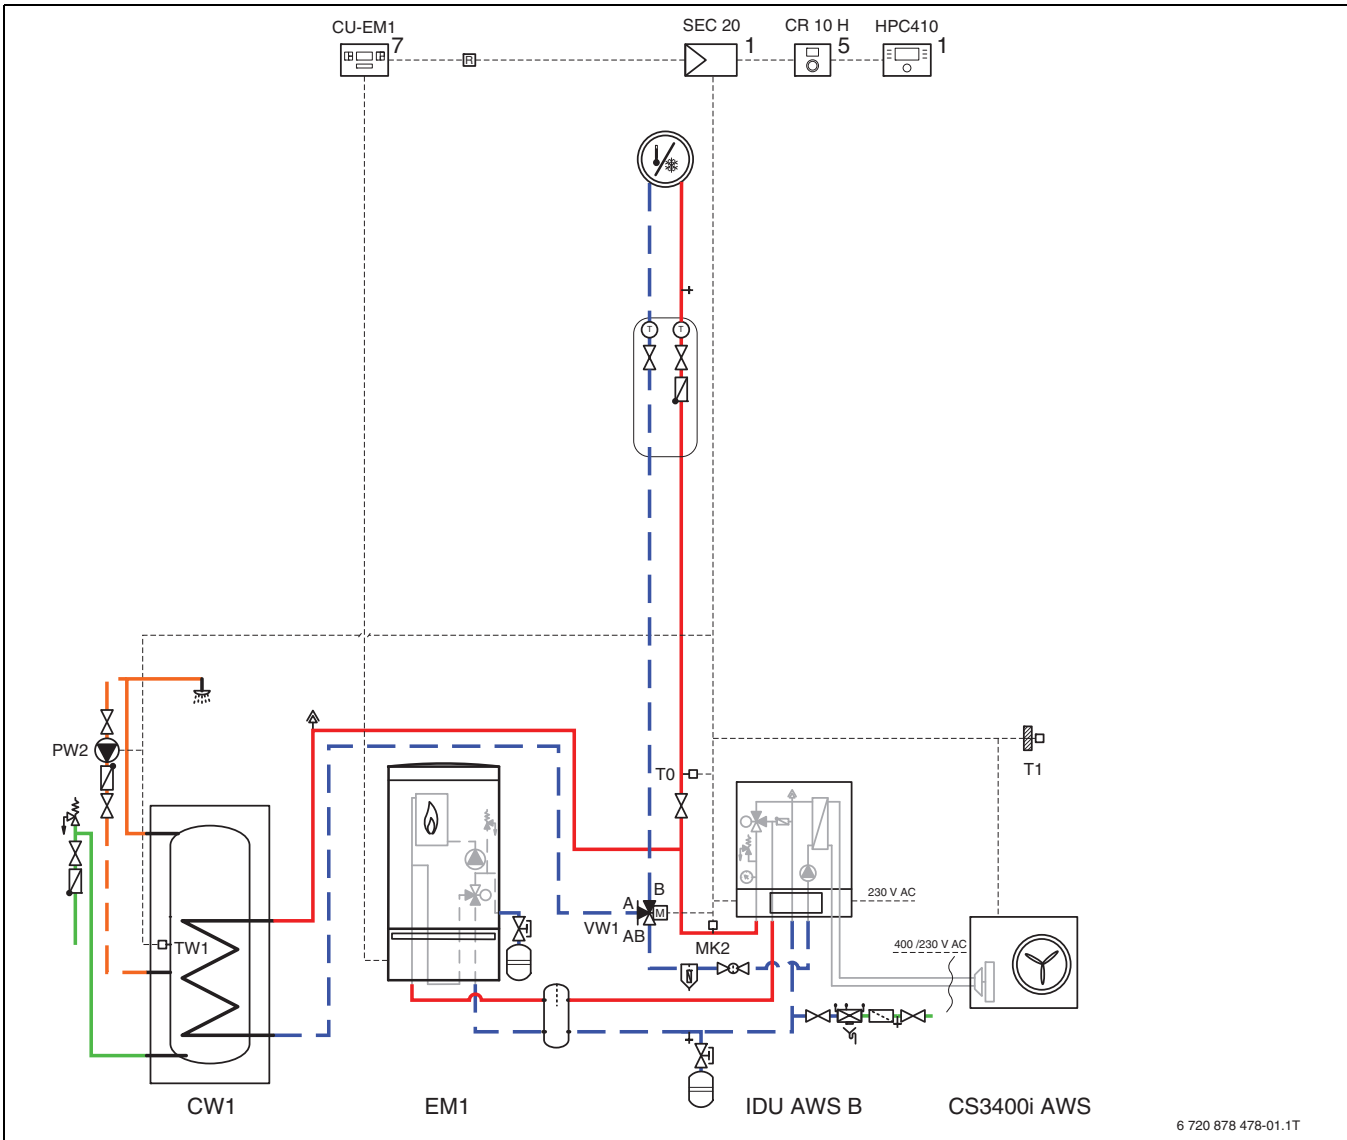 CU-EM1
SEC 20
CR 10 H
HPC410
7
1
5
1
R
T
T
PW2
T0
T1
A
B
M
VW1
AB
MK2
230 V AC
400 /230 V AC
TW1
CW1
EM1
IDU AWS B
CS3400i AWS
6 720 878 478-01.1T